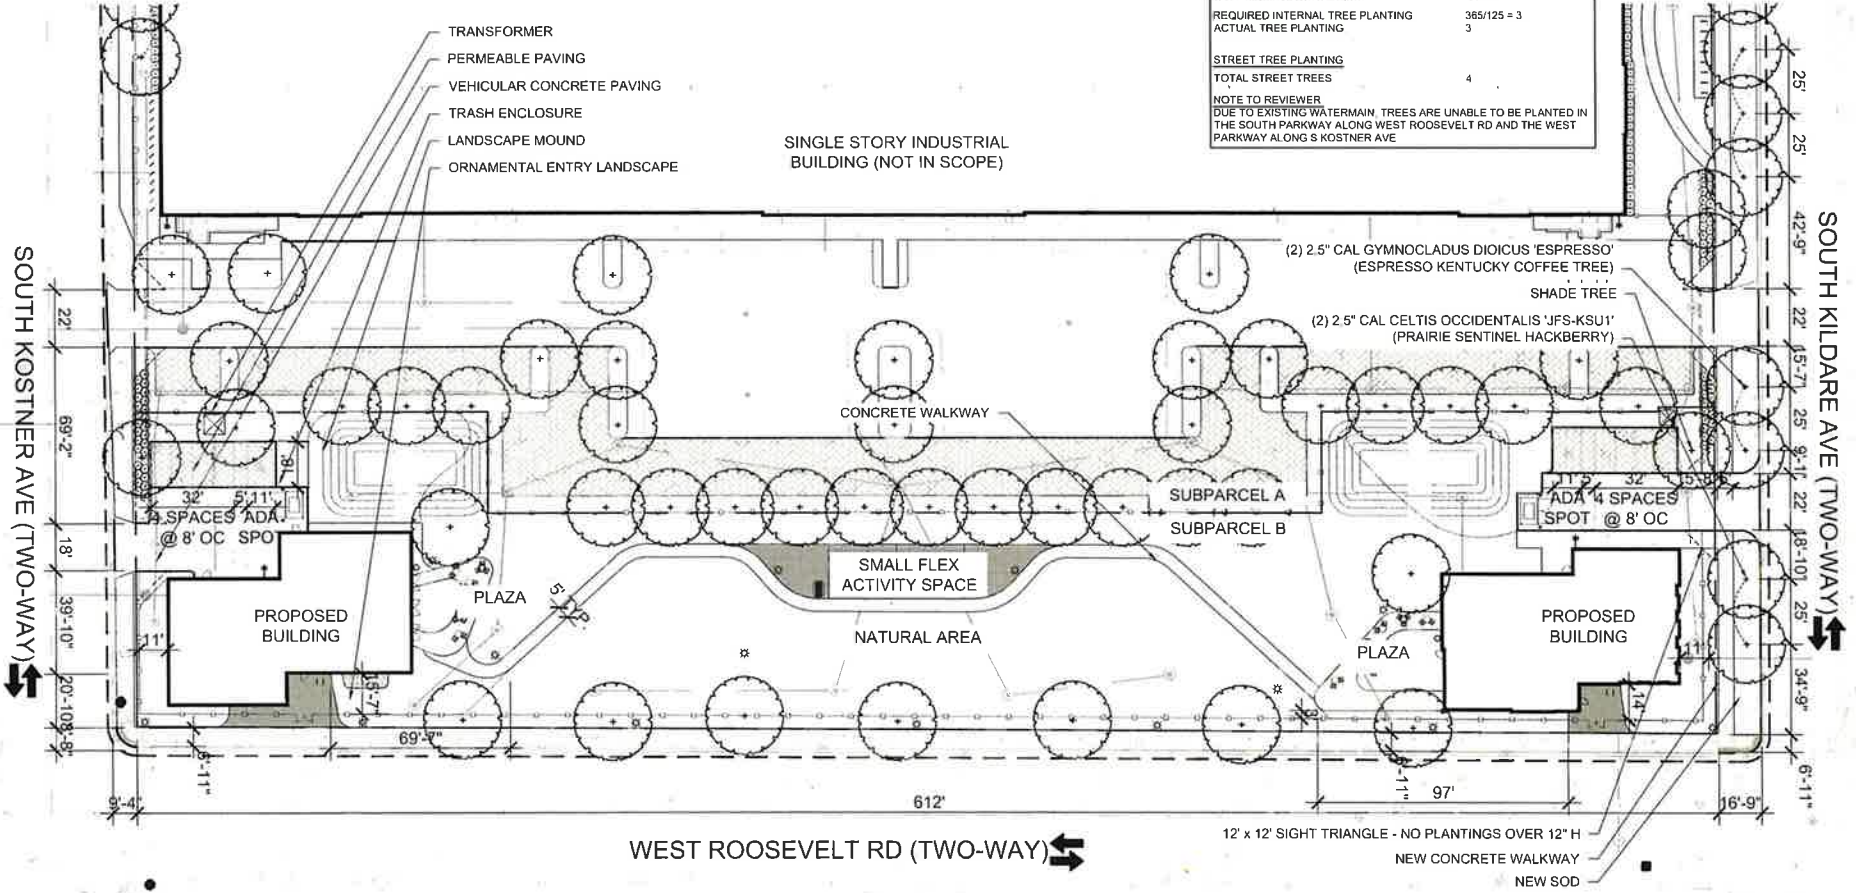 REQUIRED INTERNAL TREE PLANTING 365/125 = 3
ACTUAL TREE PLANTING 3
STREET TREE PLANTING
TOTAL STREET TREES 4
NOTE TO REVIEWER
DUE TO EXISTING WATERMAIN, TREES ARE UNABLE TO BE PLANTED IN
THE SOUTH PARKWAY ALONG WEST ROOSEVELT RD AND THE WEST
PARKWAY ALONG S KOSTNER AVE
TRANSFORMER
PERMEABLE PAVING
VEHICULAR CONCRETE PAVING
TRASH ENCLOSURE
LANDSCAPE MOUND
ORNAMENTAL ENTRY LANDSCAPE
SINGLE STORY INDUSTRIAL
BUILDING (NOT IN SCOPE)
(2) 2.5" CAL GYMNOCLADUS DIOICUS 'ESPRESSO'
(ESPRESSO KENTUCKY COFFEE TREE)
SHADE TREE
(2) 2.5" CAL CELTIS OCCIDENTALIS 'JFS-KSU1'
(PRAIRIE SENTINEL HACKBERRY)
SOUTH KOSTNER AVE (TWO-WAY)
22'
69'-2"
18'
39'-10"
SOUTH KILDARE AVE (TWO-WAY)
25'
25'
42'-9"
22'
15'-7"
25'
9'-1"
22'
18'-10"
25'
34'-9"
6'-11"
CONCRETE WALKWAY
SUBPARCEL A
SUBPARCEL B
18'
32' 5' 11'
4 SPACES ADA
@ 8' OC SPOT
32'
ADA 4 SPACES
SPOT @ 8' OC
SMALL FLEX
ACTIVITY SPACE
PLAZA
NATURAL AREA
PLAZA
PROPOSED
BUILDING
PROPOSED
BUILDING
11'
11'
14'
3'
69'-7"
9'-4"
612'
97'
16'-9"
WEST ROOSEVELT RD (TWO-WAY)
12' x 12' SIGHT TRIANGLE - NO PLANTINGS OVER 12" H
NEW CONCRETE WALKWAY
NEW SOD